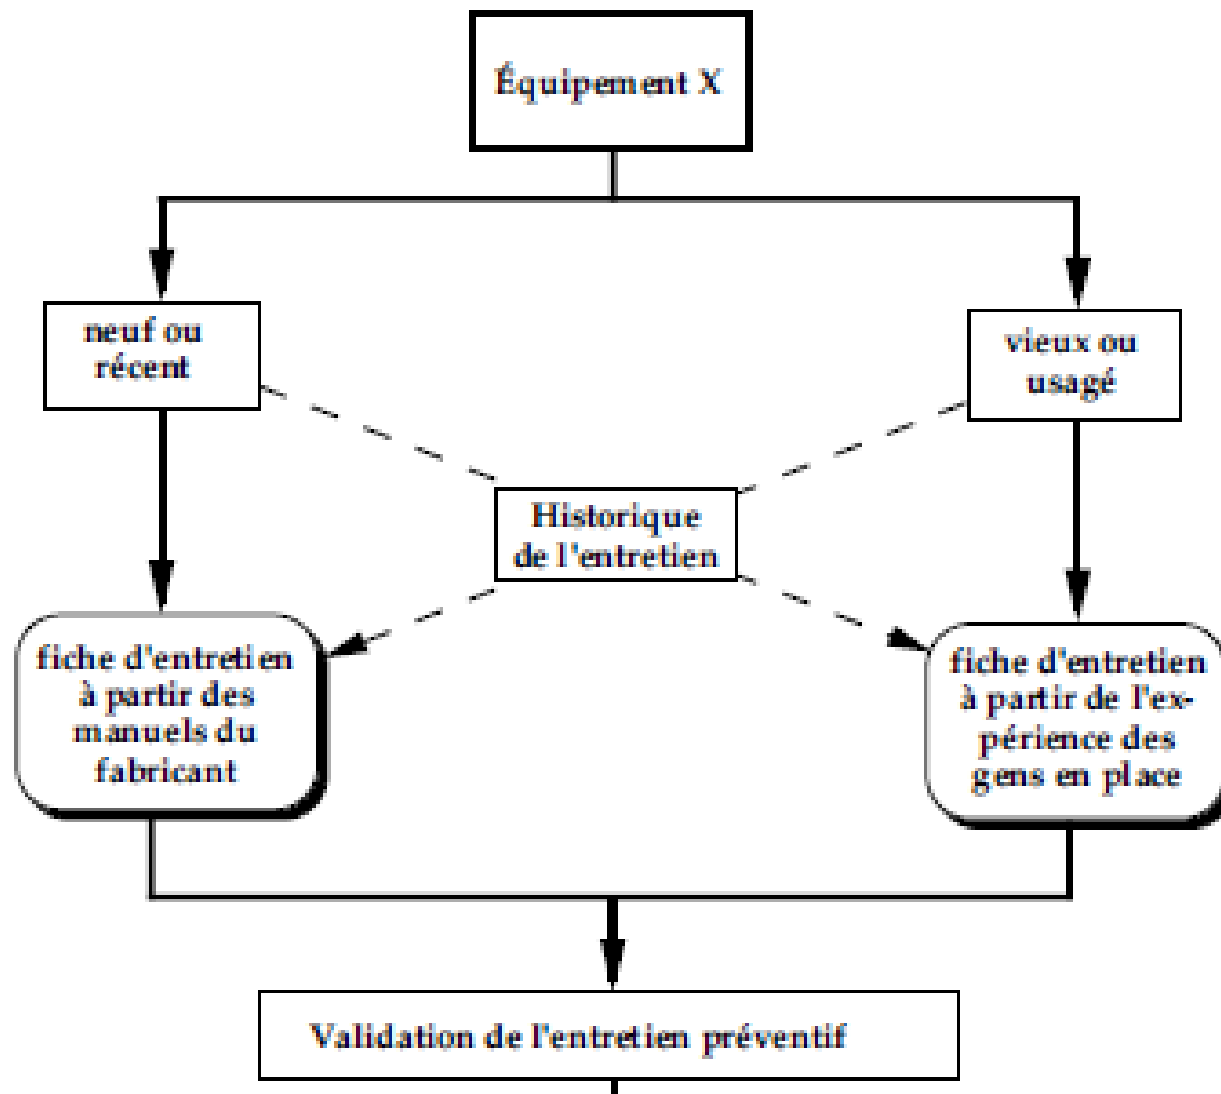 Équipement X
neuf ou
récent
vieux ou
usagé
Historique
de l'entretien
fiche d'entretien
à partir des
manuels du
fabricant
fiche d'entretien
à partir de l'ex-
périence des
gens en place
Validation de l'entretien préventif